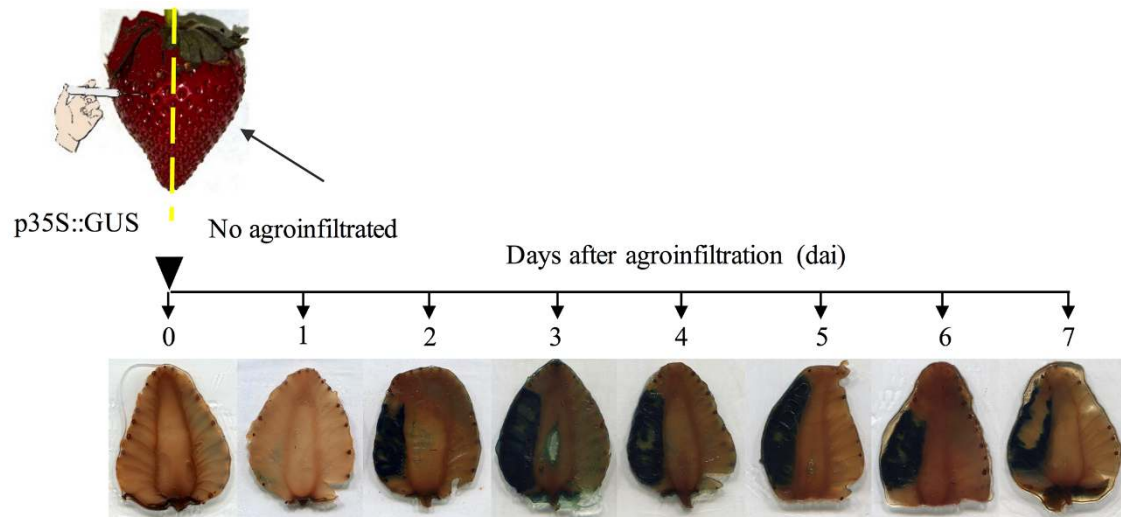 p35S::GUS
No agroinfiltrated
Days after agroinfiltration (dai)
0 1 2 3 4 5 6 7